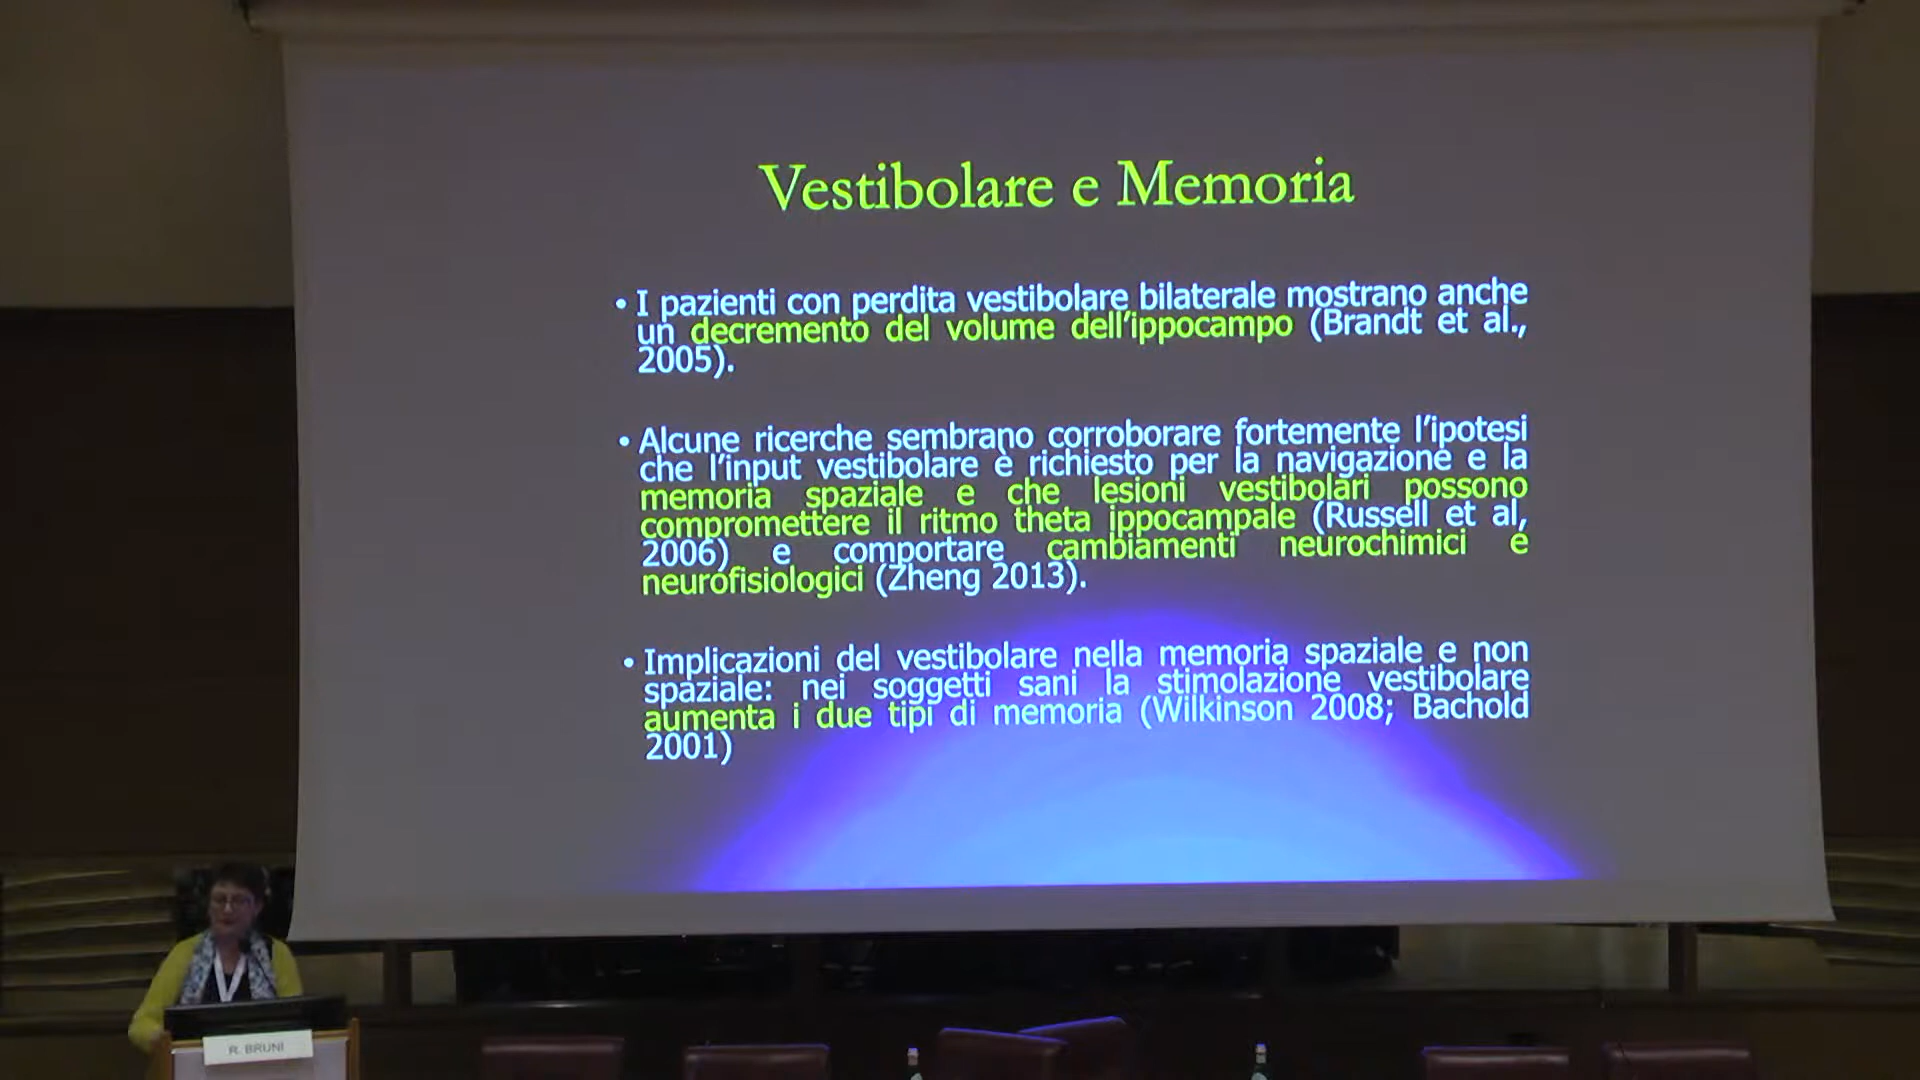 Vestibolare e Memoria
• I pazienti con perdita vestibolare bilaterale mostrano anche
un decremento del volume dell'ippocampo (Brandt et al.,
2005).
• Alcune ricerche sembrano corroborare fortemente l'ipotesi
che l'input vestibolare è richiesto per la navigazione e la
memoria spaziale e che lesioni vestibolari possono
compromettere il ritmo theta ippocampale (Russell et al,
2006) e comportare cambiamenti neurochimici e
neurofisiologici (Zheng 2013).
• Implicazioni del vestibolare nella memoria spaziale e non
spaziale: nei soggetti sani la stimolazione vestibolare
aumenta i due tipi di memoria (Wilkinson 2008; Bachold
2001)
R. BRUNI